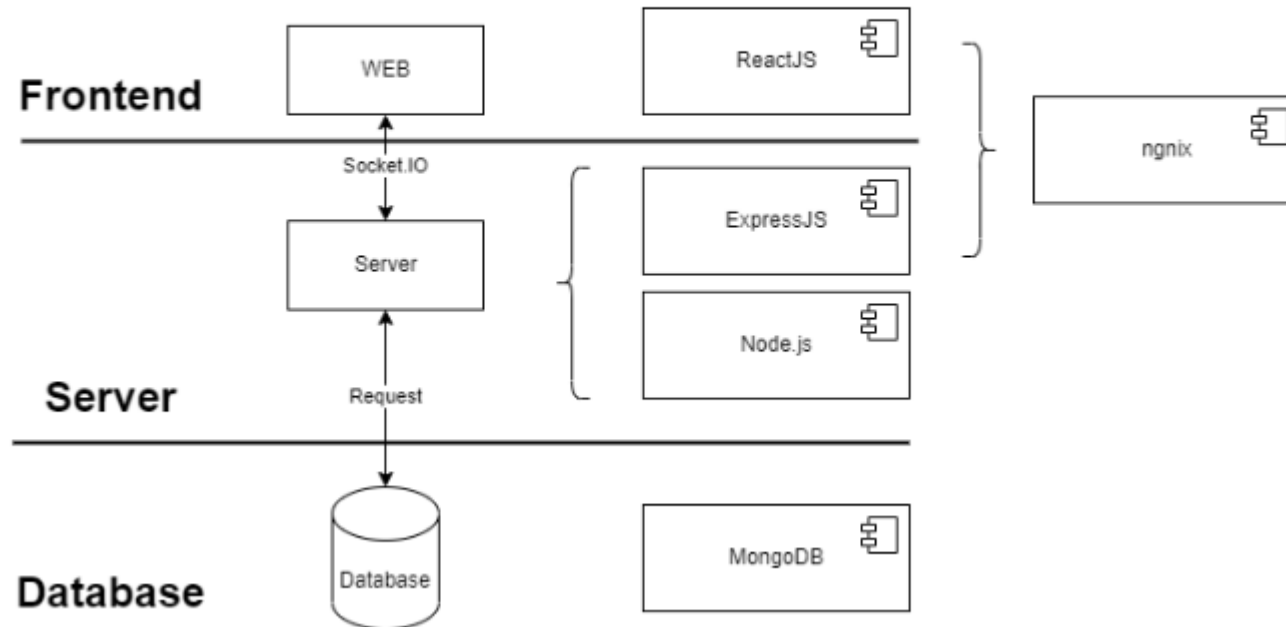 WEB
ReactJS
Frontend
ngnix
Socket.IO
ExpressJS
Server
Node.js
Server
Request
MongoDB
Database
Database